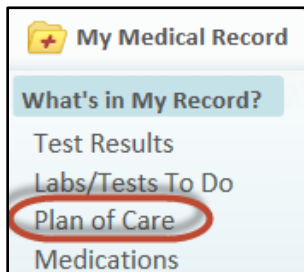 My Medical Record
What's in My Record?
Test Results
Labs/Tests To Do
Plan of Care
Medications